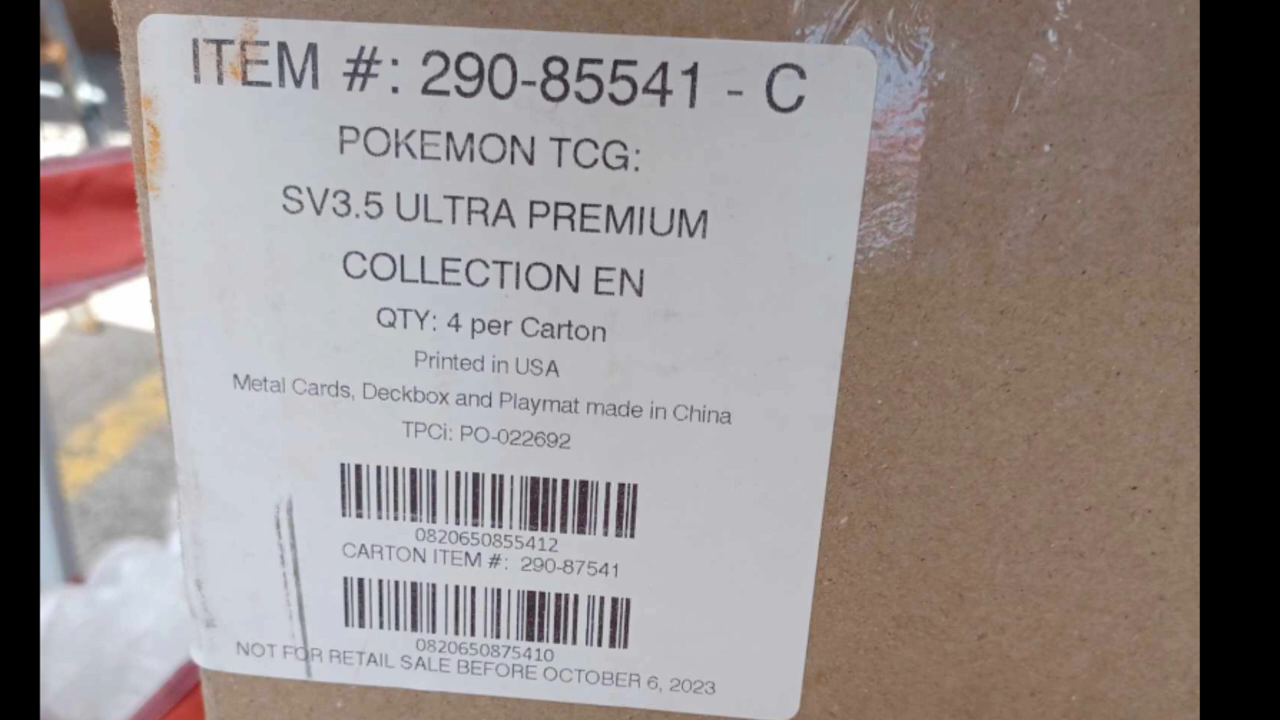 ITEM #: 290-85541 - C
POKEMON TCG:
SV3.5 ULTRA PREMIUM
COLLECTION EN
QTY: 4 per Carton
Printed in USA
Metal Cards, Deckbox and Playmat made in China
TPCi: PO-022692
0820650855412
CARTON ITEM #: 290-87541
0820650875410
NOT FOR RETAIL SALE BEFORE OCTOBER 6, 2023